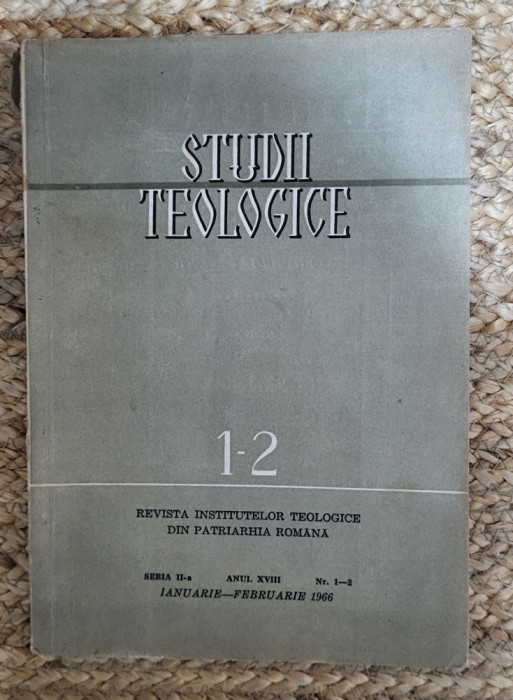 STUDII
TEOLOGICE
1-2
REVISTA INSTITUTELOR TEOLOGICE
DIN PATRIARHIA ROMÂNĂ
SERIA II-a ANUL XVIII Nr. 1—2
IANUARIE—FEBRUARIE 1966